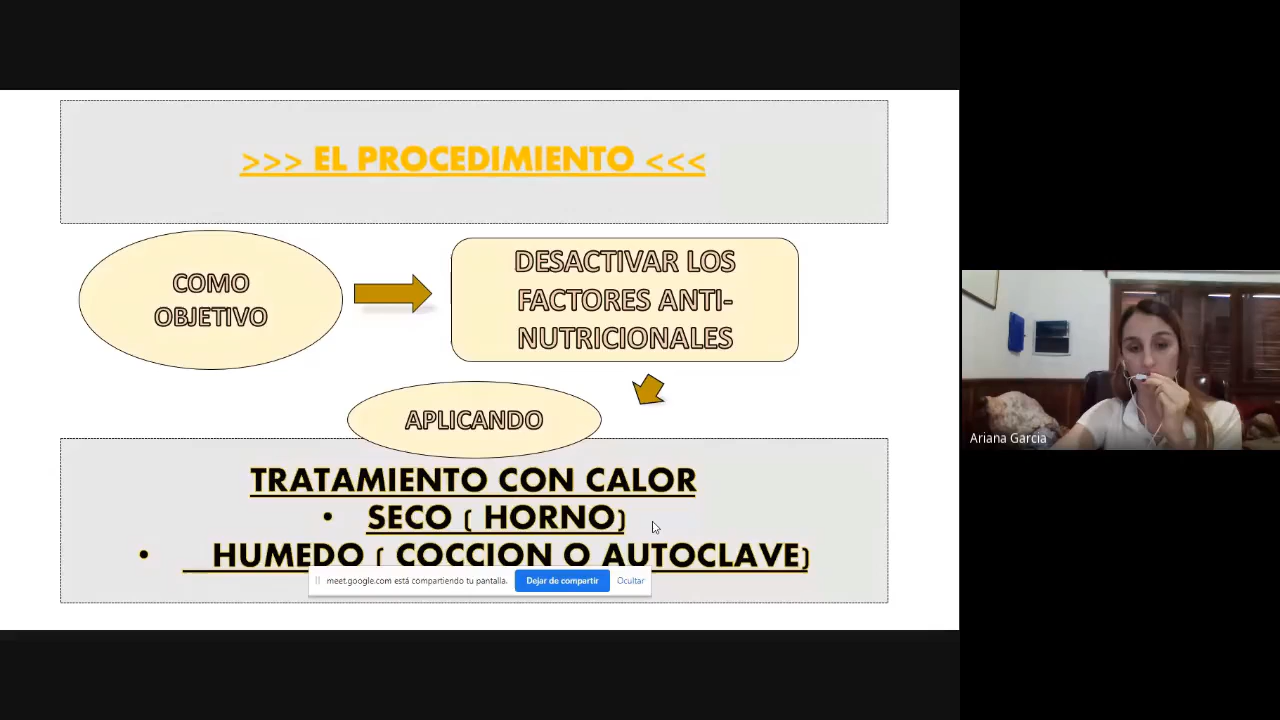 >>> EL PROCEDIMIENTO <<<
COMO
OBJETIVO
DESACTIVAR LOS
FACTORES ANTI-
NUTRICIONALES
APLICANDO
TRATAMIENTO CON CALOR
• SECO ( HORNO)
• HUMEDO ( COCCION O AUTOCLAVE)
meet.google.com está compartiendo tu pantalla.
Dejar de compartir
Ocultar
Ariana Garcia